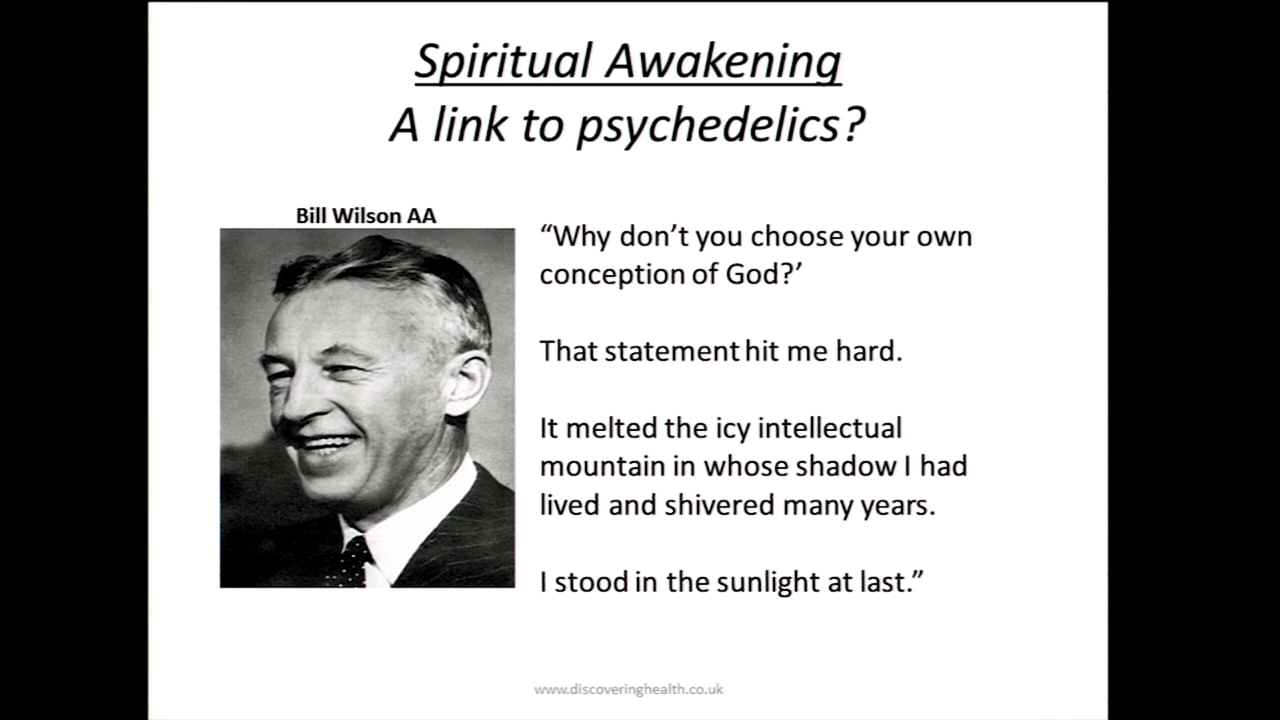 Spiritual Awakening
A link to psychedelics?
Bill Wilson AA
“Why don’t you choose your own
conception of God?’
That statement hit me hard.
It melted the icy intellectual
mountain in whose shadow I had
lived and shivered many years.
I stood in the sunlight at last.”
www.discoveringhealth.co.uk